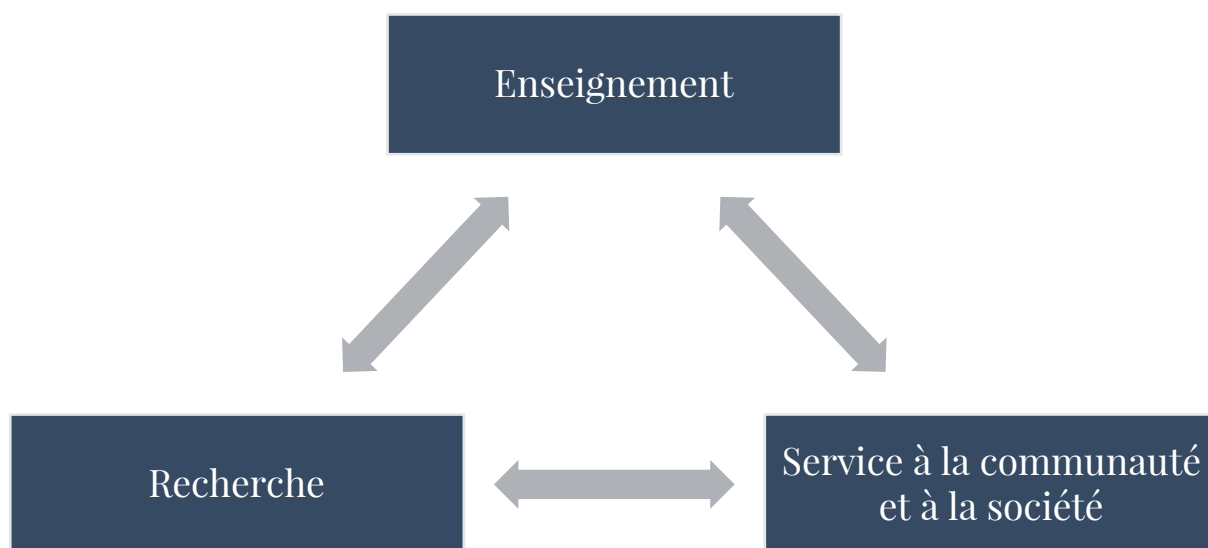 Enseignement
Recherche
Service à la communauté
et à la société